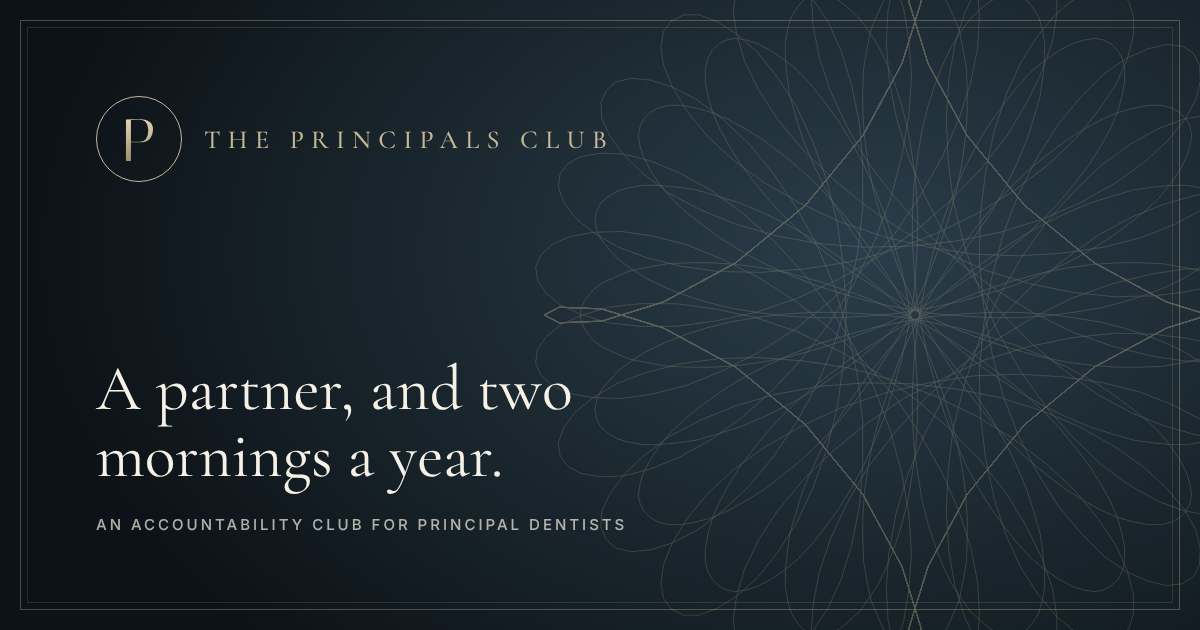 P
THE PRINCIPALS CLUB
A partner, and two
mornings a year.
AN ACCOUNTABILITY CLUB FOR PRINCIPAL DENTISTS